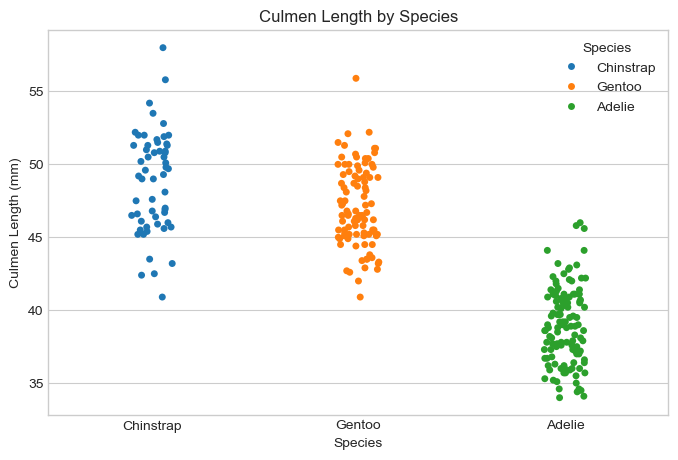 Culmen Length by Species
Species
Chinstrap
Gentoo
Adelie
55
50
45
40
35
Culmen Length (mm)
Chinstrap Gentoo Adelie
Species